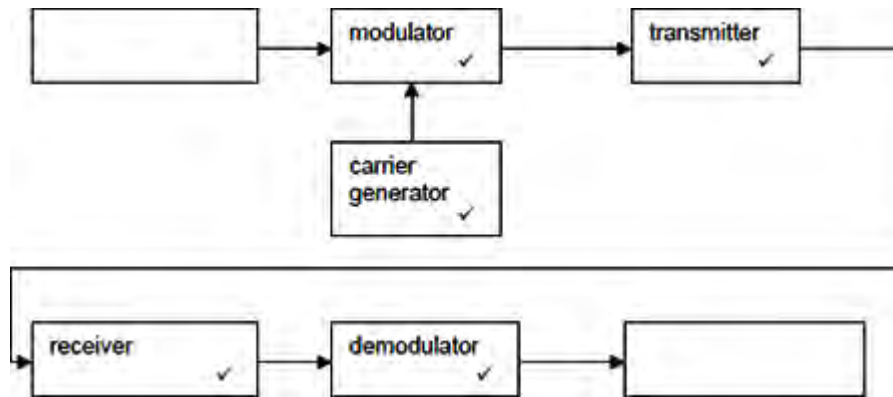 modulator
✓
transmitter
✓
carrier
generator
✓
receiver
✓
demodulator
✓